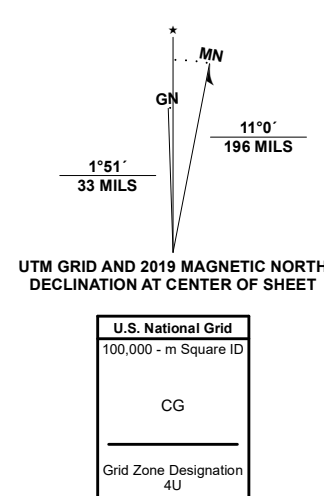 ★
MN
GN
11°0´
196 MILS
1°51´
33 MILS
UTM GRID AND 2019 MAGNETIC NORTH
DECLINATION AT CENTER OF SHEET
U.S. National Grid
100,000 - m Square ID
CG
Grid Zone Designation
4U